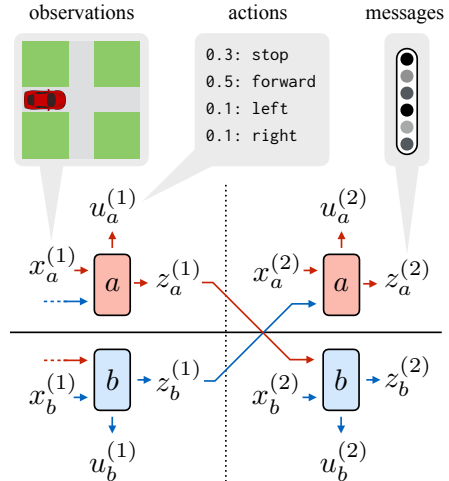 observations actions messages
0.3: stop
0.5: forward
0.1: left
0.1: right
u_a^{(1)} u_a^{(2)}
x_a^{(1)} a z_a^{(1)} x_a^{(2)} a z_a^{(2)}
x_b^{(1)} b z_b^{(1)} x_b^{(2)} b z_b^{(2)}
u_b^{(1)} u_b^{(2)}